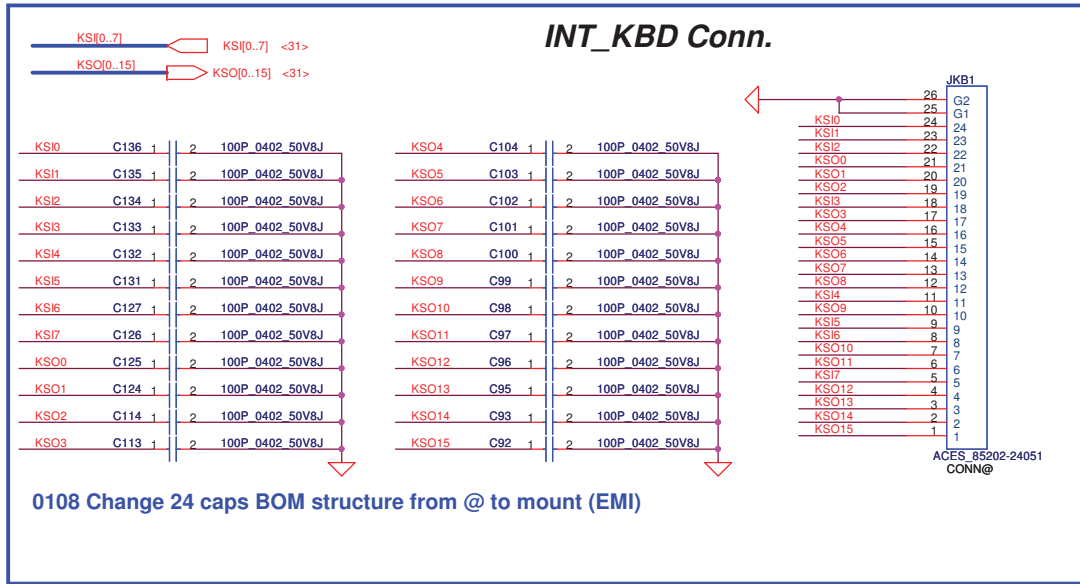 INT_KBD Conn.
KSI[0..7] KSI[0..7] <31>
KSO[0..15] KSO[0..15] <31>
KSI0 C136 1 2 100P_0402_50V8J
KSI1 C135 1 2 100P_0402_50V8J
KSI2 C134 1 2 100P_0402_50V8J
KSI3 C133 1 2 100P_0402_50V8J
KSI4 C132 1 2 100P_0402_50V8J
KSI5 C131 1 2 100P_0402_50V8J
KSI6 C127 1 2 100P_0402_50V8J
KSI7 C126 1 2 100P_0402_50V8J
KSO0 C125 1 2 100P_0402_50V8J
KSO1 C124 1 2 100P_0402_50V8J
KSO2 C114 1 2 100P_0402_50V8J
KSO3 C113 1 2 100P_0402_50V8J
KSO4 C104 1 2 100P_0402_50V8J
KSO5 C103 1 2 100P_0402_50V8J
KSO6 C102 1 2 100P_0402_50V8J
KSO7 C101 1 2 100P_0402_50V8J
KSO8 C100 1 2 100P_0402_50V8J
KSO9 C99 1 2 100P_0402_50V8J
KSO10 C98 1 2 100P_0402_50V8J
KSO11 C97 1 2 100P_0402_50V8J
KSO12 C96 1 2 100P_0402_50V8J
KSO13 C95 1 2 100P_0402_50V8J
KSO14 C93 1 2 100P_0402_50V8J
KSO15 C92 1 2 100P_0402_50V8J
JKB1
26 G2
25 G1
KSI0 24 24
KSI1 23 23
KSI2 22 22
KSO0 21 21
KSO1 20 20
KSO2 19 19
KSI3 18 18
KSO3 17 17
KSO4 16 16
KSO5 15 15
KSO6 14 14
KSO7 13 13
KSO8 12 12
KSI4 11 11
KSO9 10 10
KSI5 9 9
KSI6 8 8
KSO10 7 7
KSO11 6 6
KSI7 5 5
KSO12 4 4
KSO13 3 3
KSO14 2 2
KSO15 1 1
ACES_85202-24051
CONN@
0108 Change 24 caps BOM structure from @ to mount (EMI)